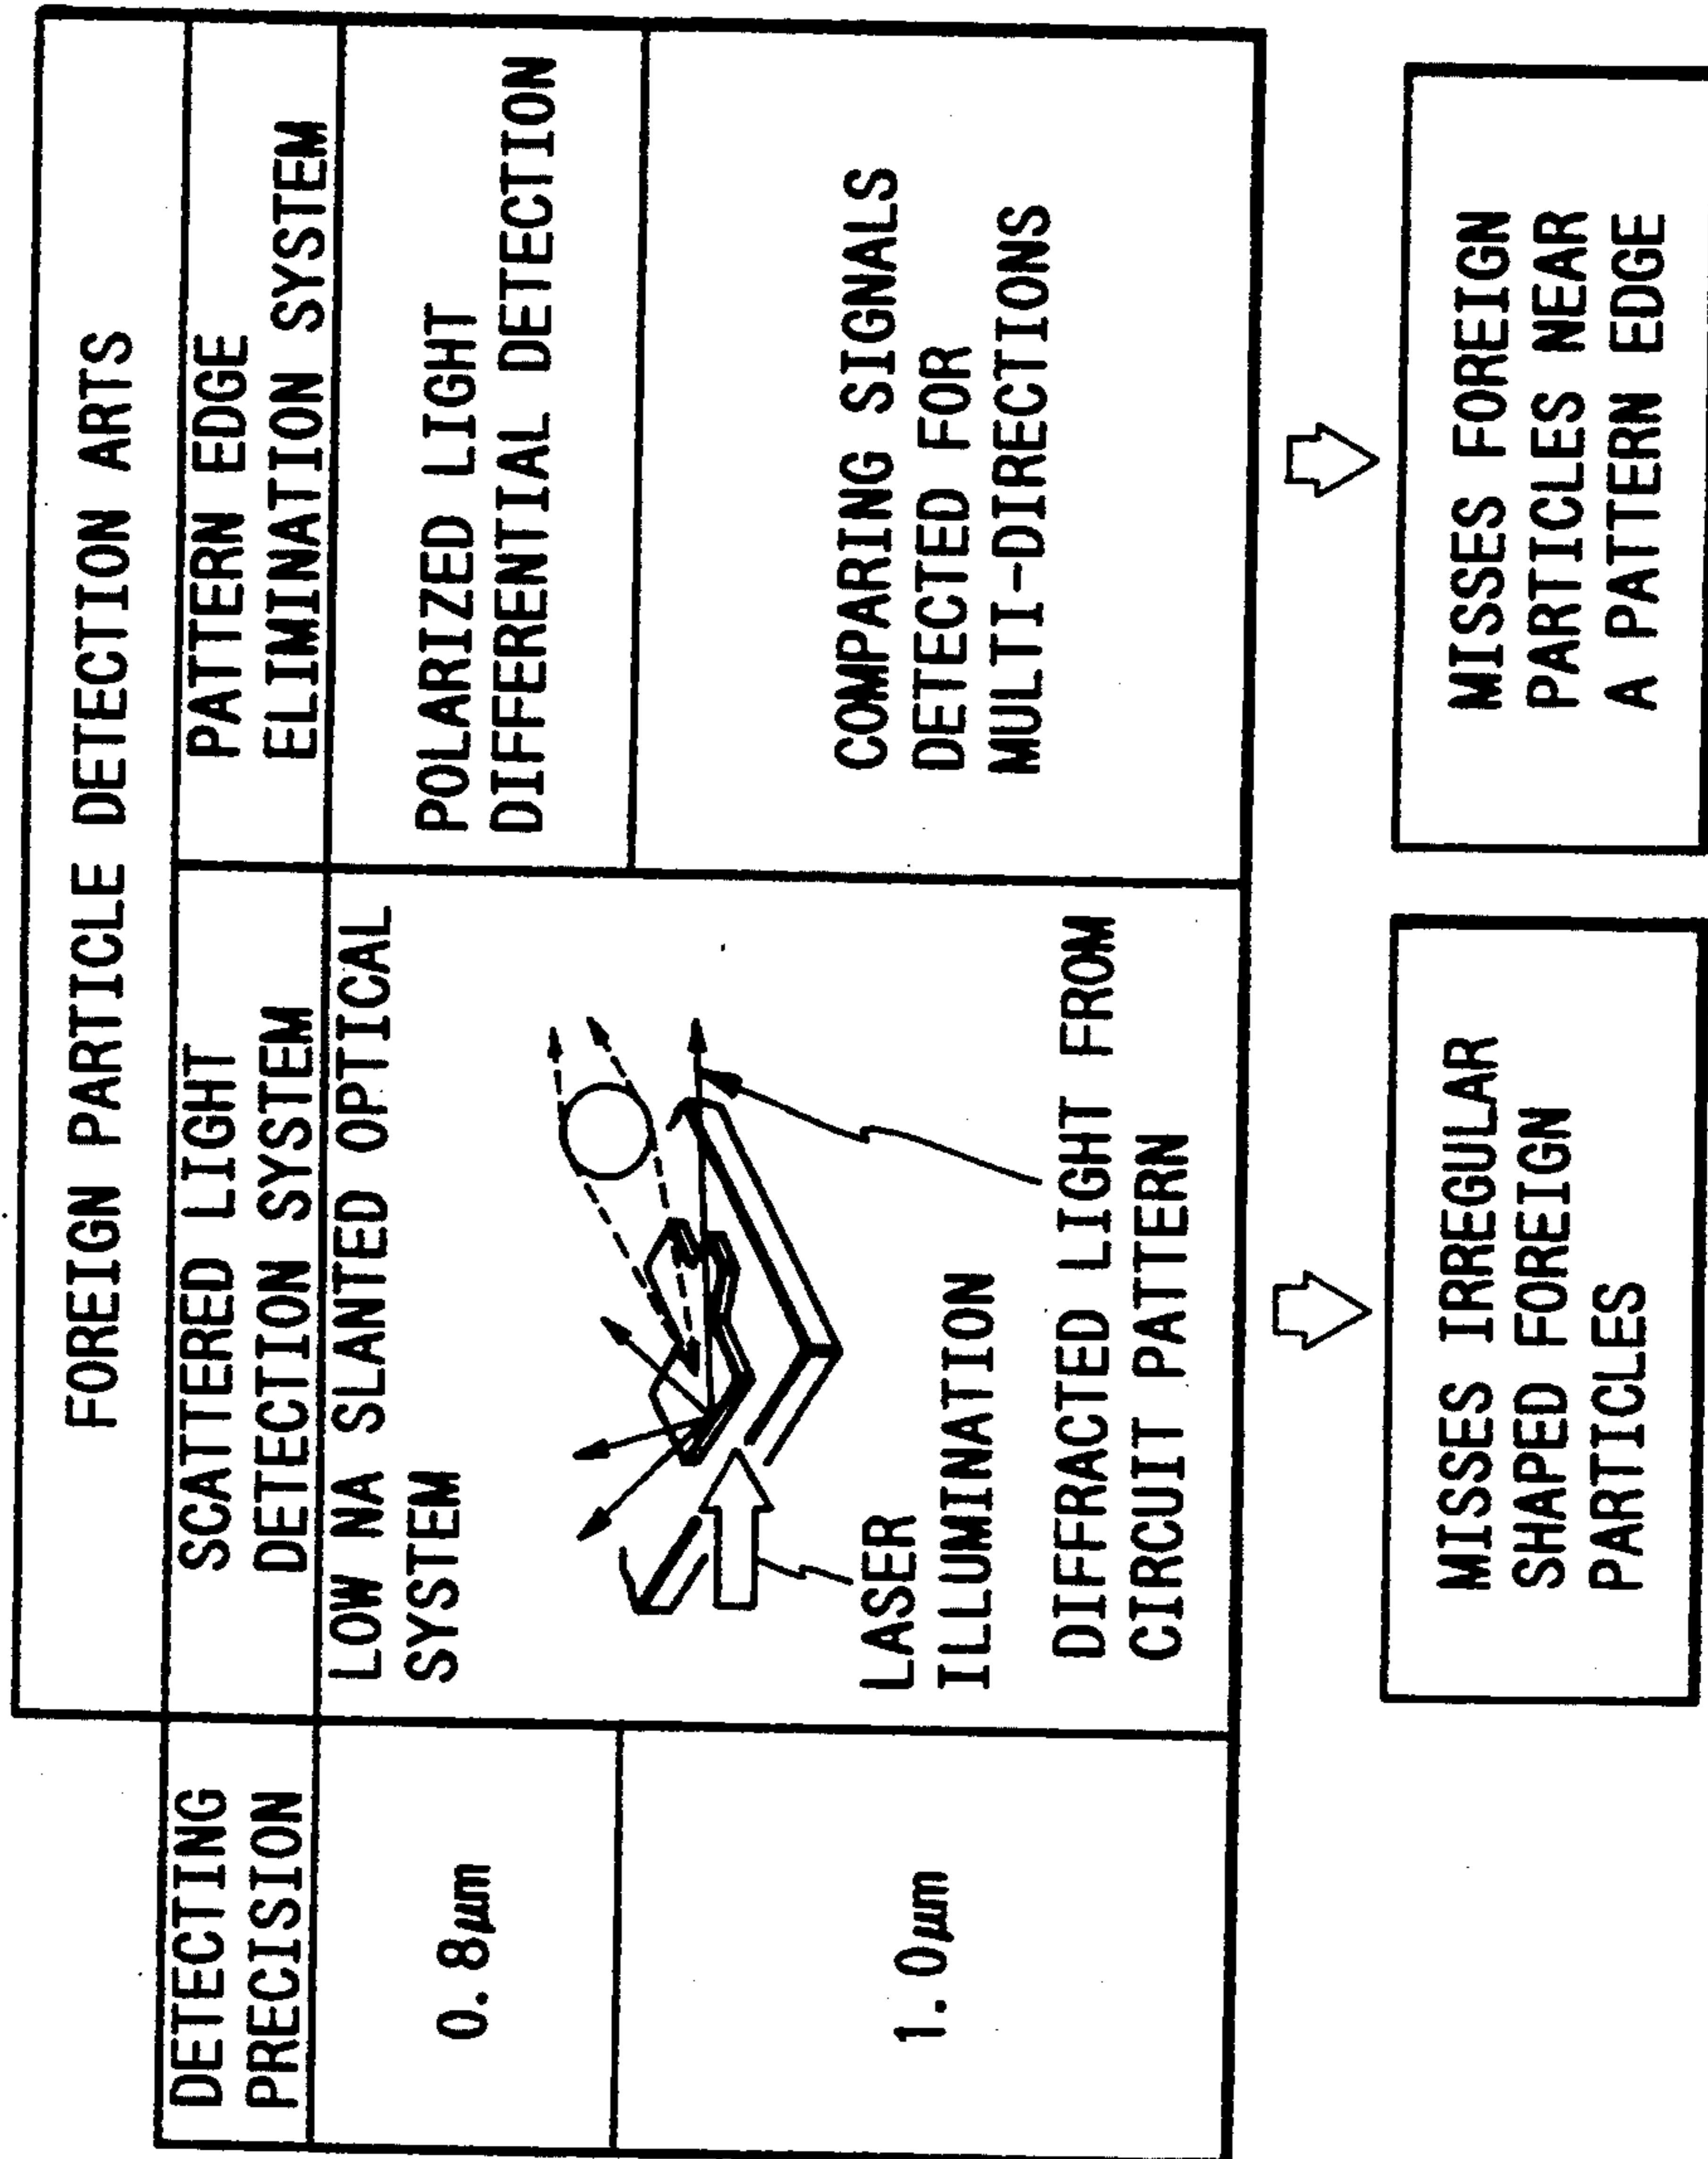 FOREIGN PARTICLE DETECTION ARTS
DETECTING
PRECISION
SCATTERED LIGHT
DETECTION SYSTEM
PATTERN EDGE
ELIMINATION SYSTEM
0.8μm
LOW NA SLANTED OPTICAL
SYSTEM
POLARIZED LIGHT
DIFFERENTIAL DETECTION
1.0μm
LASER
ILLUMINATION
DIFFRACTED LIGHT FROM
CIRCUIT PATTERN
COMPARING SIGNALS
DETECTED FOR
MULTI-DIRECTIONS
MISSES IRREGULAR
SHAPED FOREIGN
PARTICLES
MISSES FOREIGN
PARTICLES NEAR
A PATTERN EDGE